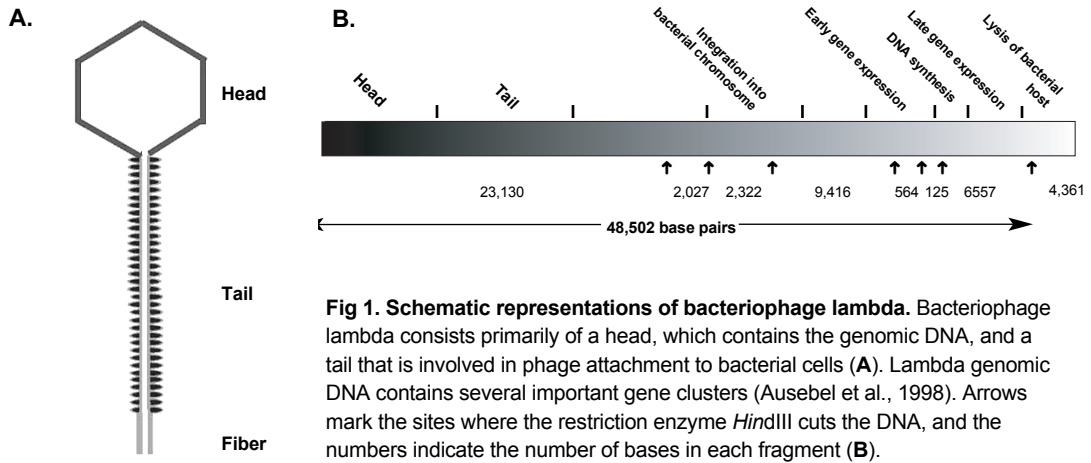 A.
Head
Tail
Fiber
B.
Head
Tail
Integration into
bacterial chromosome
Early gene expression
DNA synthesis
Late gene expression
Lysis of bacterial
host
23,130
2,027
2,322
9,416
564
125
6557
4,361
48,502 base pairs
Fig 1. Schematic representations of bacteriophage lambda. Bacteriophage
lambda consists primarily of a head, which contains the genomic DNA, and a
tail that is involved in phage attachment to bacterial cells (A). Lambda genomic
DNA contains several important gene clusters (Ausebel et al., 1998). Arrows
mark the sites where the restriction enzyme HindIII cuts the DNA, and the
numbers indicate the number of bases in each fragment (B).